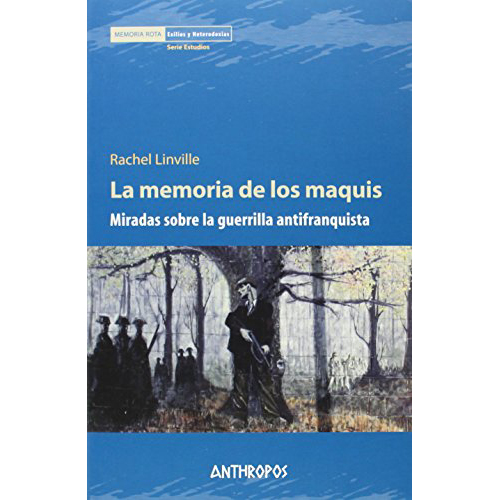 MEMORIA ROTA Exilios y Heterodoxias
Serie Estudios
Rachel Linville
La memoria de los maquis
Miradas sobre la guerrilla antifranquista
ANTHROPOS